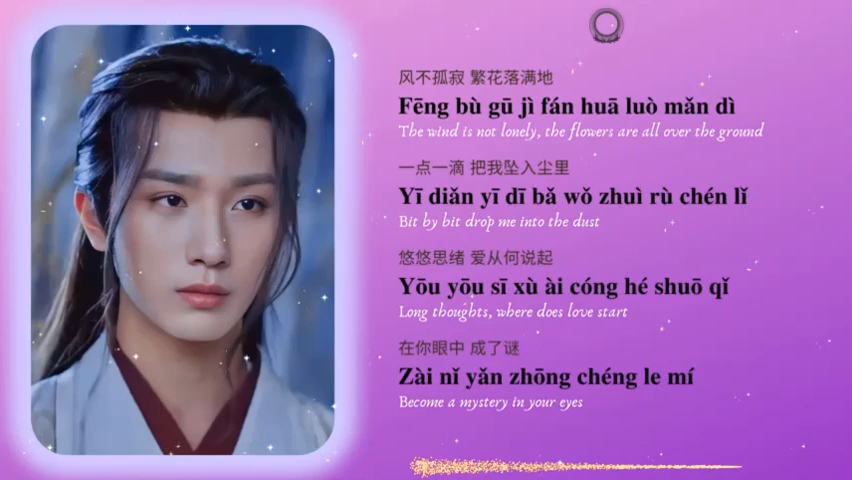 风不孤寂 繁花落满地
Fēng bù gū jì fán huā luò mǎn dì
The wind is not lonely, the flowers are all over the ground
一点一滴 把我坠入尘里
Yī diǎn yī dī bǎ wǒ zhuì rù chén lǐ
Bit by bit drop me into the dust
悠悠思绪 爱从何说起
Yōu yōu sī xù ài cóng hé shuō qǐ
Long thoughts, where does love start
在你眼中 成了谜
Zài nǐ yǎn zhōng chéng le mí
Become a mystery in your eyes